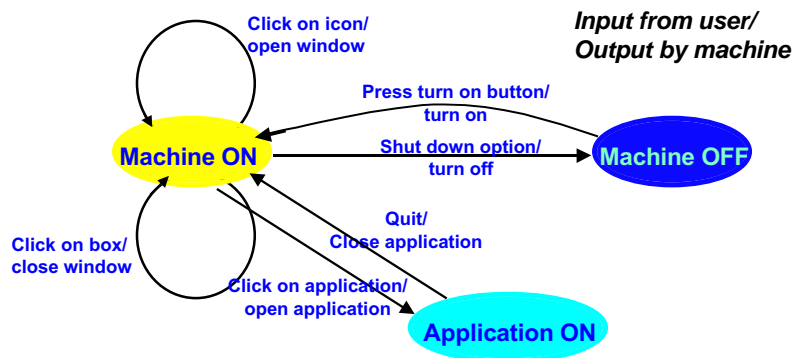 Click on icon/
open window
Input from user/
Output by machine
Press turn on button/
turn on
Machine ON
Shut down option/
turn off
Machine OFF
Quit/
Close application
Click on box/
close window
Click on application/
open application
Application ON